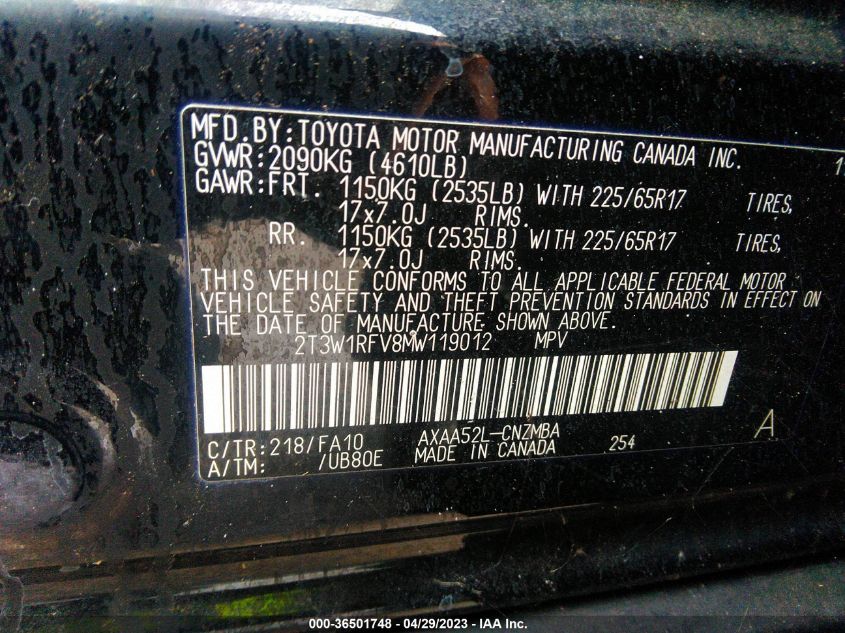 MFD.BY:TOYOTA MOTOR MANUFACTURING CANADA INC.
GVWR:2090KG (4610LB)
GAWR:FRT. 1150KG (2535LB) WITH 225/65R17 TIRES,
17x7.0J RIMS.
RR. 1150KG (2535LB) WITH 225/65R17 TIRES,
17x7.0J RIMS.
THIS VEHICLE CONFORMS TO ALL APPLICABLE FEDERAL MOTOR
VEHICLE SAFETY AND THEFT PREVENTION STANDARDS IN EFFECT ON
THE DATE OF MANUFACTURE SHOWN ABOVE.
2T3W1RFV8MW119012 MPV
C/TR:218/FA10 AXAA52L-CNZMBA 254 A
A/TM: /UB80E MADE IN CANADA
000-36501748 - 04/29/2023 - IAA Inc.